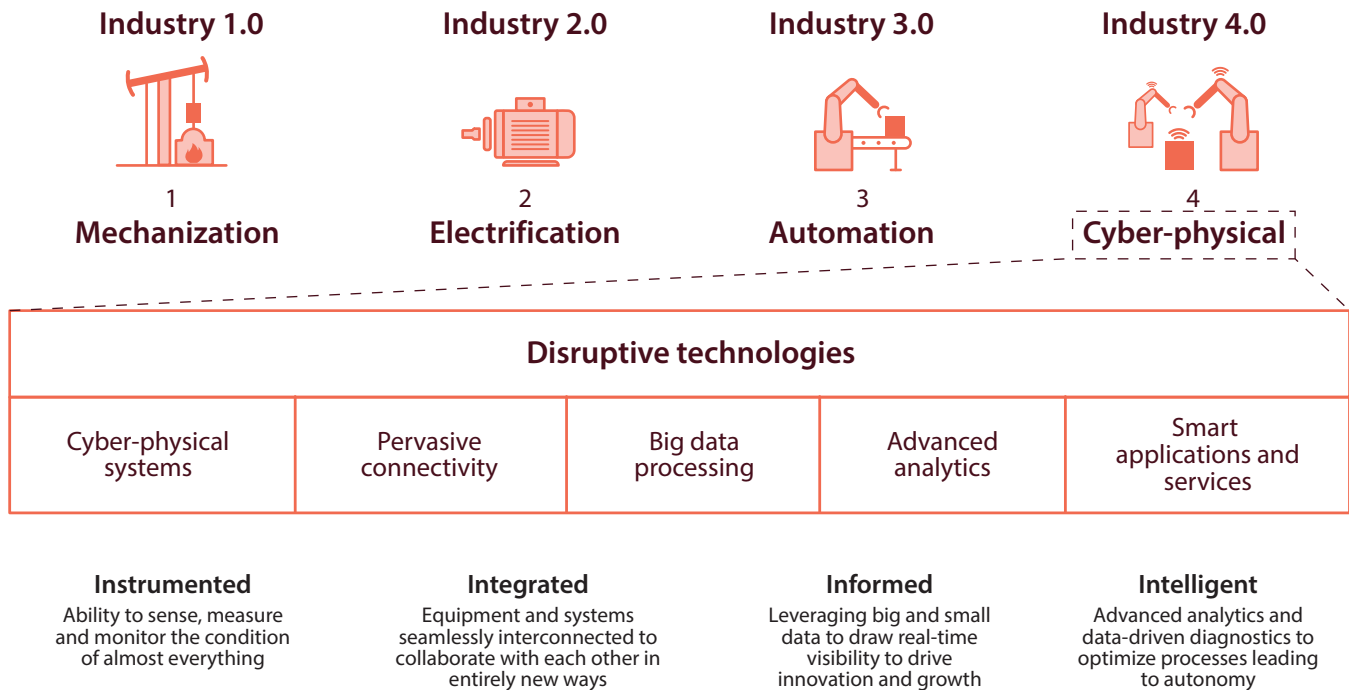 Industry 1.0
Industry 2.0
Industry 3.0
Industry 4.0
1
2
3
4
Mechanization
Electrification
Automation
Cyber-physical
Disruptive technologies
Cyber-physical
systems
Pervasive
connectivity
Big data
processing
Advanced
analytics
Smart
applications and
services
Instrumented
Ability to sense, measure
and monitor the condition
of almost everything
Integrated
Equipment and systems
seamlessly interconnected to
collaborate with each other in
entirely new ways
Informed
Leveraging big and small
data to draw real-time
visibility to drive
innovation and growth
Intelligent
Advanced analytics and
data-driven diagnostics to
optimize processes leading
to autonomy